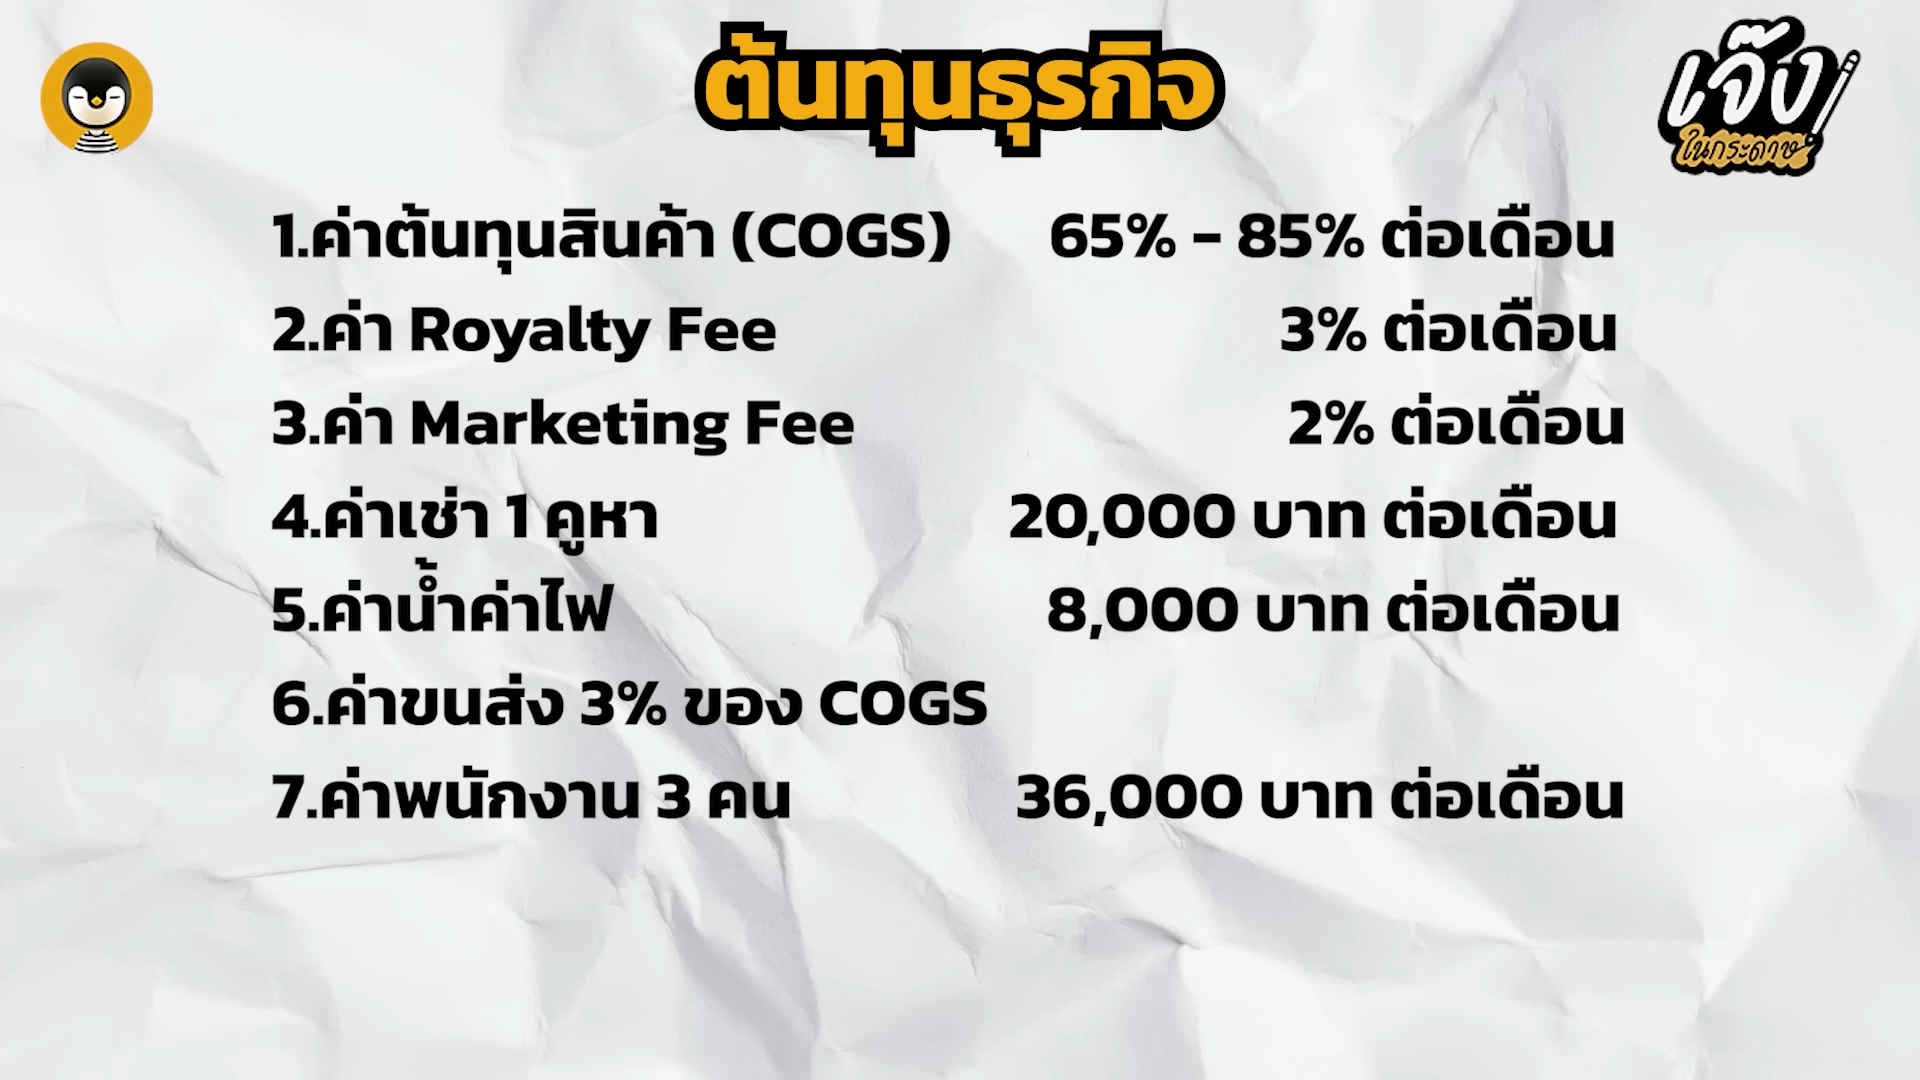 ต้นทุนธุรกิจ
เจ๊ง
ในกระดาษ
1.ค่าต้นทุนสินค้า (COGS) 65% - 85% ต่อเดือน
2.ค่า Royalty Fee 3% ต่อเดือน
3.ค่า Marketing Fee 2% ต่อเดือน
4.ค่าเช่า 1 คูหา 20,000 บาท ต่อเดือน
5.ค่าน้ำค่าไฟ 8,000 บาท ต่อเดือน
6.ค่าขนส่ง 3% ของ COGS
7.ค่าพนักงาน 3 คน 36,000 บาท ต่อเดือน